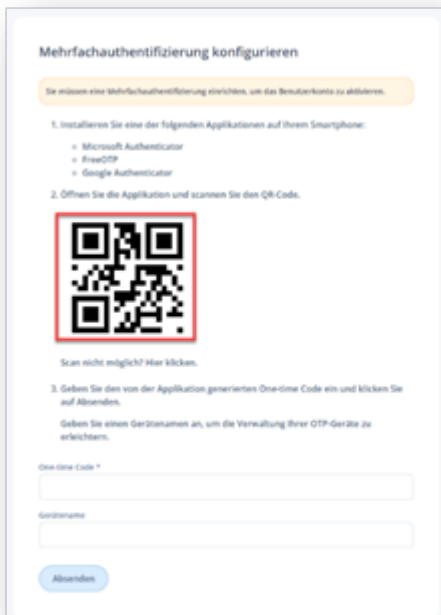 Mehrfachauthentifizierung konfigurieren
Sie müssen eine Mehrfachauthentifizierung einrichten, um das Benutzerkonto zu aktivieren.
1. Installieren Sie eine der folgenden Applikationen auf Ihrem Smartphone:
Microsoft Authenticator
FreeOTP
Google Authenticator
2. Öffnen Sie die Applikation und scannen Sie den QR-Code.
Scan nicht möglich? Hier klicken.
3. Geben Sie den von der Applikation generierten One-time Code ein und klicken Sie
auf Absenden.
Geben Sie einen Gerätenamen an, um die Verwaltung Ihrer OTP-Geräte zu
erleichtern.
One-time Code *
Gerätename
Absenden